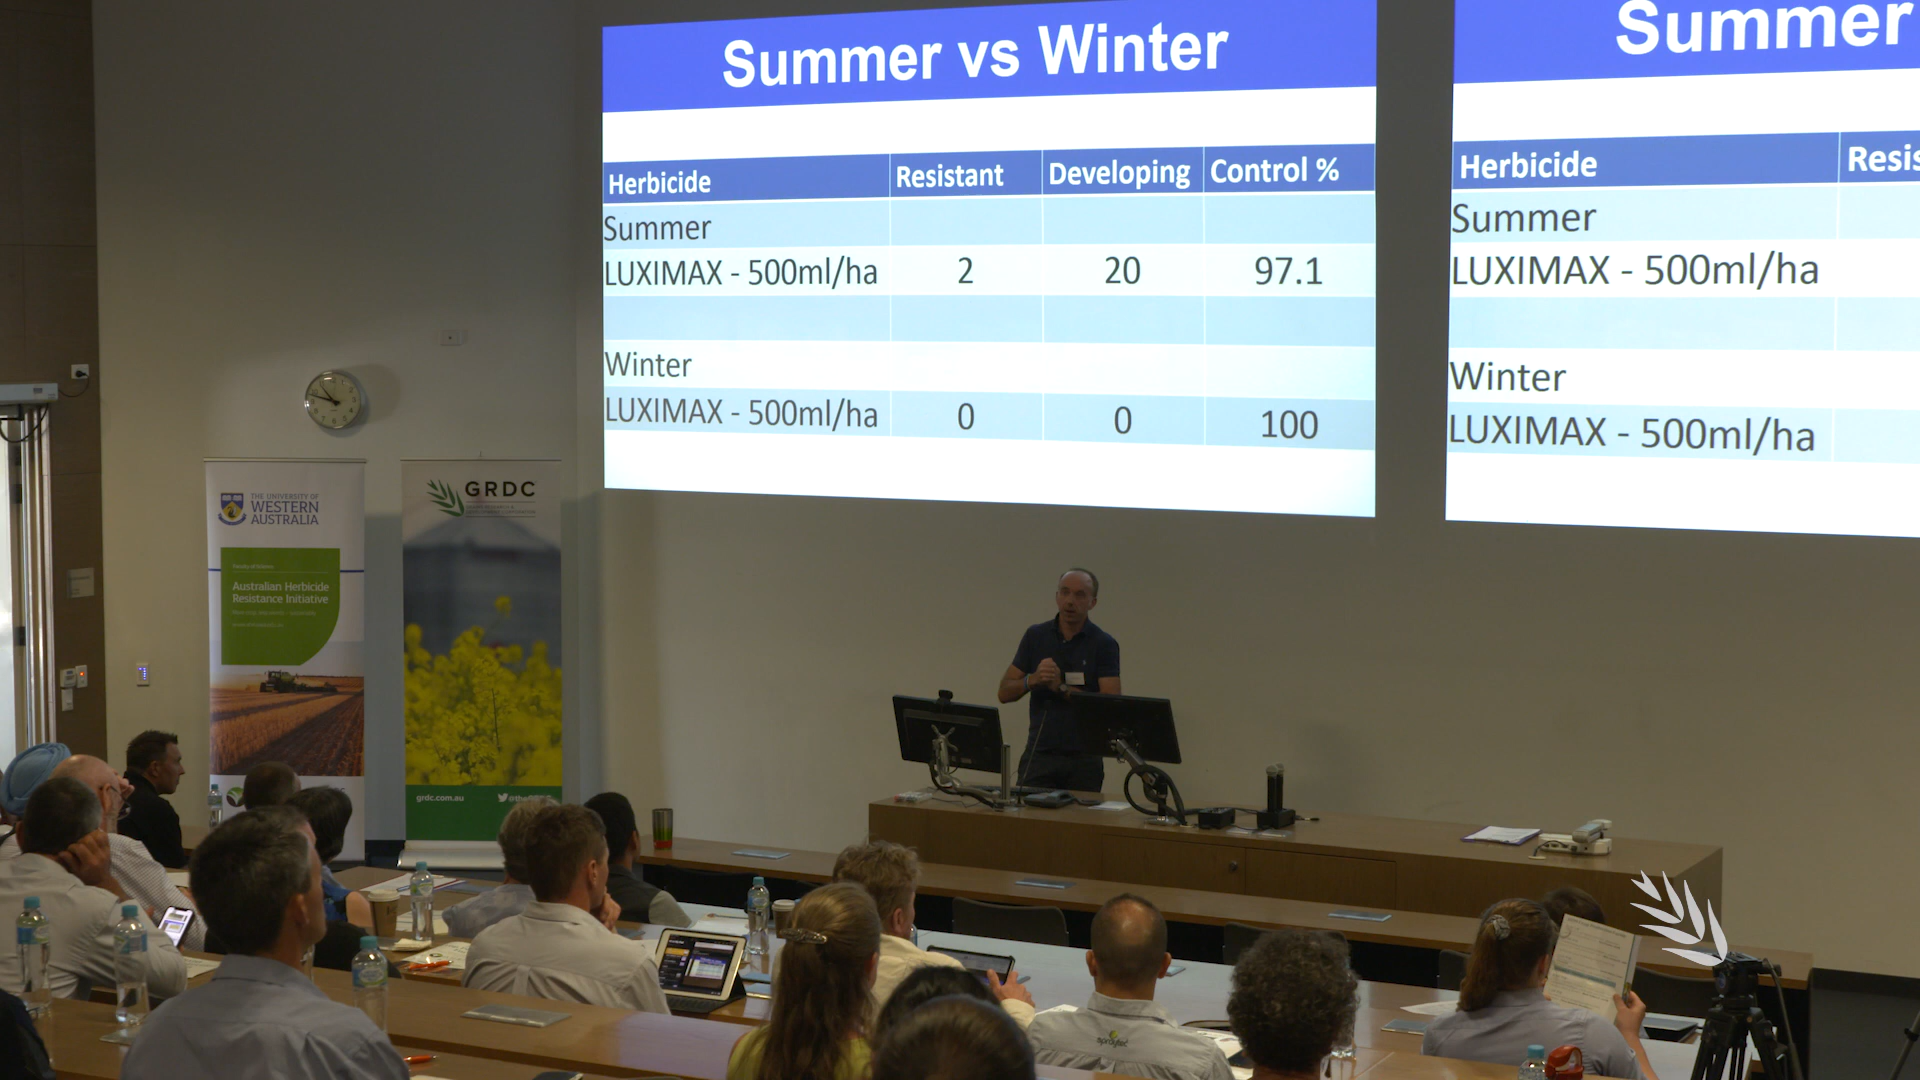 Summer vs Winter
Herbicide Resistant Developing Control %
Summer
LUXIMAX - 500ml/ha 2 20 97.1
Winter
LUXIMAX - 500ml/ha 0 0 100
Summer
Herbicide
Summer
LUXIMAX - 500ml/ha
Winter
LUXIMAX - 500ml/ha
THE UNIVERSITY OF
WESTERN
AUSTRALIA
Australian Herbicide
Resistance Initiative
GRDC
grdc.com.au
spraytec